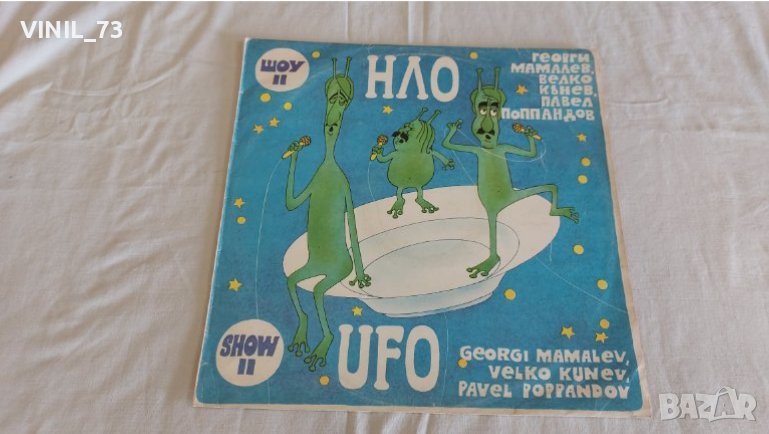 VINIL_73
ШОУ
II
НЛО
ГЕОРГИ
МАМАЛЕВ,
ВЕЛКО
КЪНЕВ,
ПАВЕЛ
ПОППАНДОВ
SHOW
II
UFO
GEORGI MAMALEV,
VELKO KUNEV,
PAVEL POPPANDOV
BAZAR